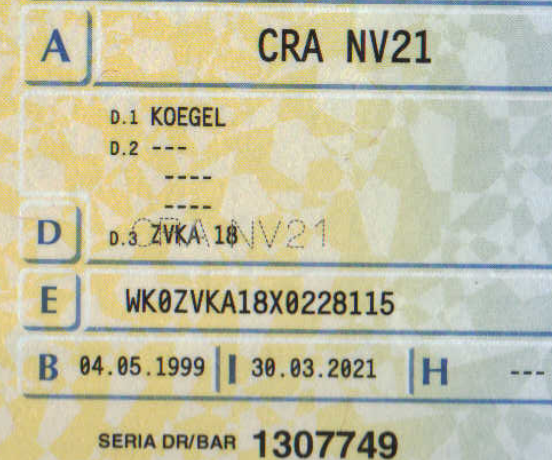 A CRA NV21
D.1 KOEGEL
D.2 ---
----
----
D D.3 ZVKA 18
CRA NV21
E WK0ZVKA18X0228115
B 04.05.1999 I 30.03.2021 H ---
SERIA DR/BAR 1307749